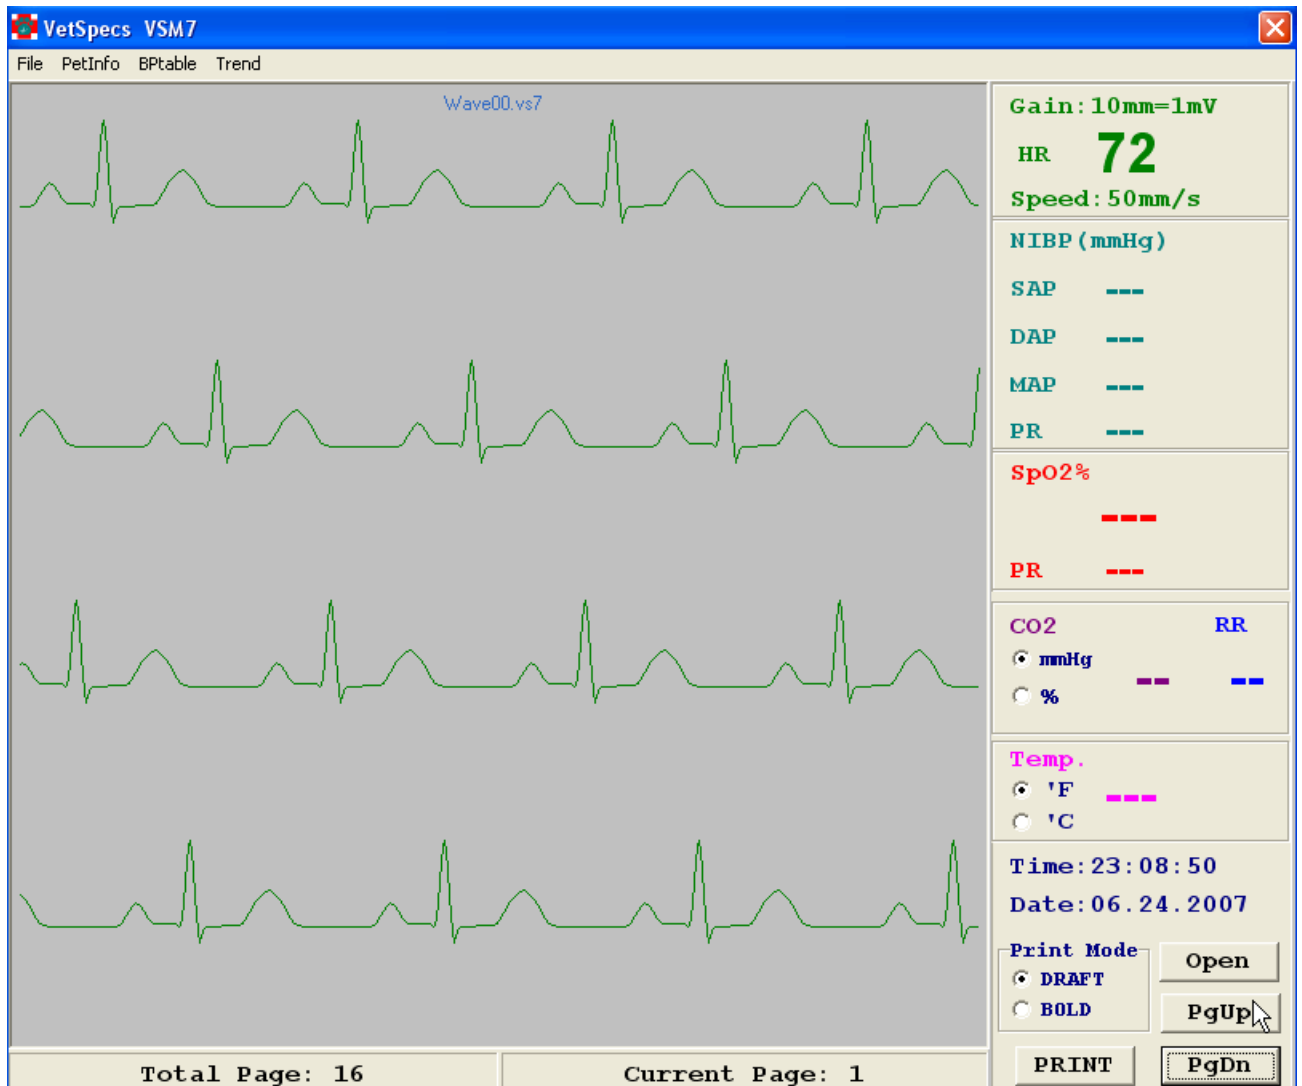 VetSpecs VSM7
File PetInfo BPtable Trend
Wave00.vs7
Gain:10mm=1mV
HR 72
Speed:50mm/s
NIBP(mmHg)
SAP ---
DAP ---
MAP ---
PR ---
SpO2%
---
PR ---
CO2 RR
mmHg
-- --
%
Temp.
'F ---
'C
Time:23:08:50
Date:06.24.2007
Print Mode
DRAFT
BOLD
Open
PgUp
PRINT PgDn
Total Page: 16 Current Page: 1